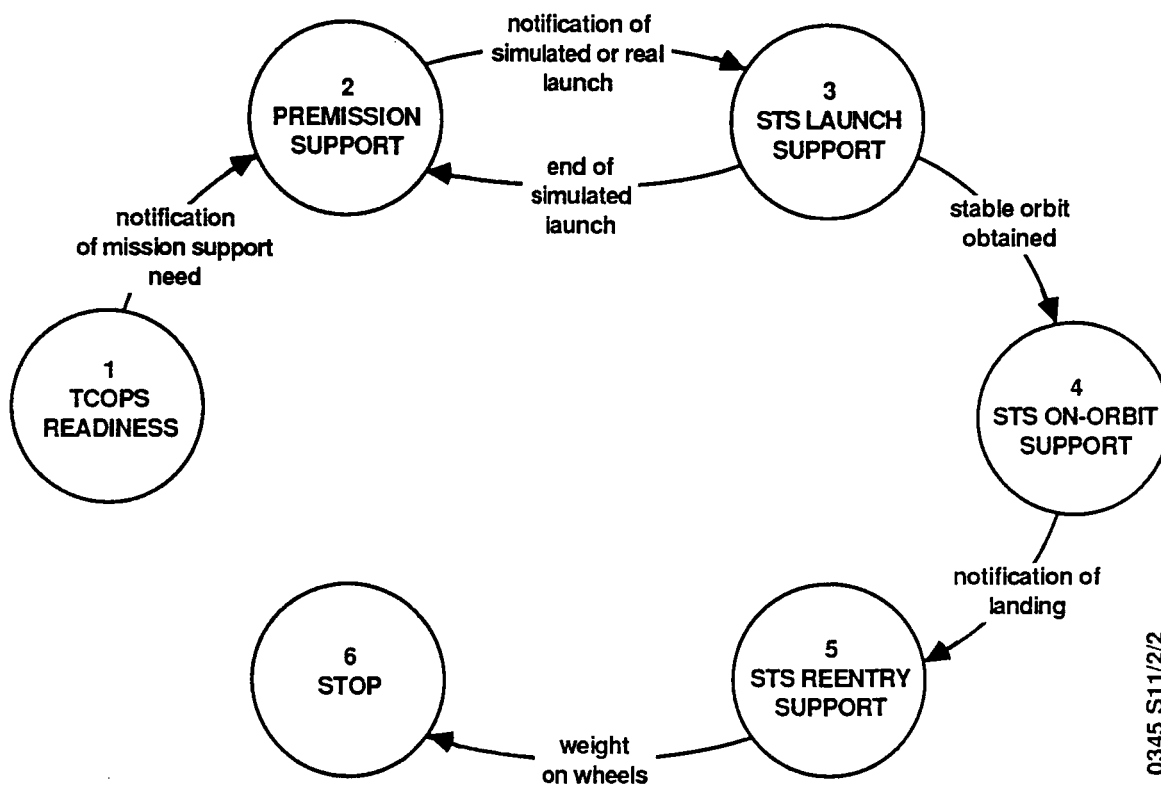 notification of
simulated or real
launch
2
PREMISSION
SUPPORT
3
STS LAUNCH
SUPPORT
end of
simulated
launch
notification
of mission support
need
stable orbit
obtained
1
TCOPS
READINESS
4
STS ON-ORBIT
SUPPORT
notification of
landing
6
STOP
5
STS REENTRY
SUPPORT
weight
on wheels
0345 S11/2/2